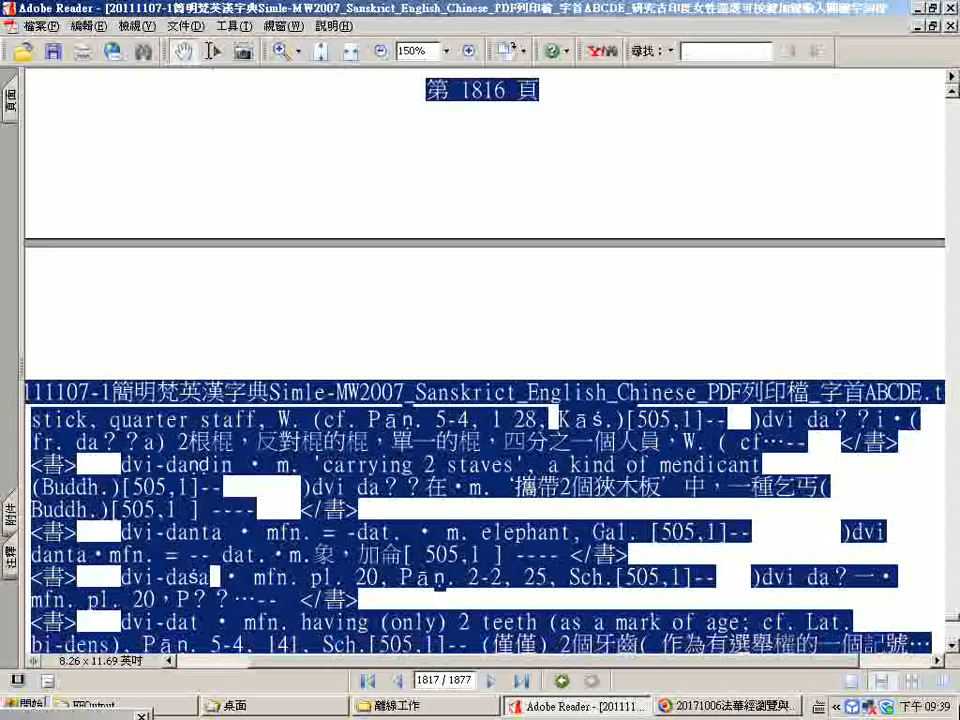 Adobe Reader - [20111107-1簡明梵英漢字典Simle-MW2007_Sanskrict_English_Chinese_PDF列印檔_字首ABCDE_研究古印度女性
檔案(F) 編輯(E) 檢視(V) 文件(D) 工具(T) 視窗(W) 說明(H)
150% 尋找:
頁面
第 1816 頁
111107-1簡明梵英漢字典Simle-MW2007_Sanskrict_English_Chinese_PDF列印檔_字首ABCDE.t
stick, quarter staff, W. (cf. Pāṇ. 5-4, 1 28, Kāś.)[505,1]-- )dvi da??i‧(
fr. da??a) 2根棍，反對棍的棍，單一的棍，四分之一個人員，W. ( cf…-- </書>
<書> dvi-daṇḍin ‧ m. 'carrying 2 staves', a kind of mendicant
(Buddh.)[505,1]-- )dvi da??在‧m. ‘攜帶2個狹木板’中，一種乞丐(
Buddh.)[505,1 ] ---- </書>
<書> dvi-danta ‧ mfn. = -dat. ‧ m. elephant, Gal. [505,1]-- )dvi
danta‧mfn. = -- dat.‧m.象，加侖[ 505,1 ] ---- </書>
<書> dvi-daśa ‧ mfn. pl. 20, Pāṇ. 2-2, 25, Sch.[505,1]-- )dvi da?一‧
mfn. pl. 20，P??…-- </書>
<書> dvi-dat ‧ mfn. having (only) 2 teeth (as a mark of age; cf. Lat.
bi-dens), Pāṇ. 5-4, 141, Sch.[505,1]-- (僅僅) 2個牙齒( 作為有選舉權的一個記號…
附件
注釋
8.26 x 11.69 英吋
1817 / 1877
開始 桌面 離線工作 Adobe Reader - [2011... 20171006法華經瀏覽與... 下午 09:39